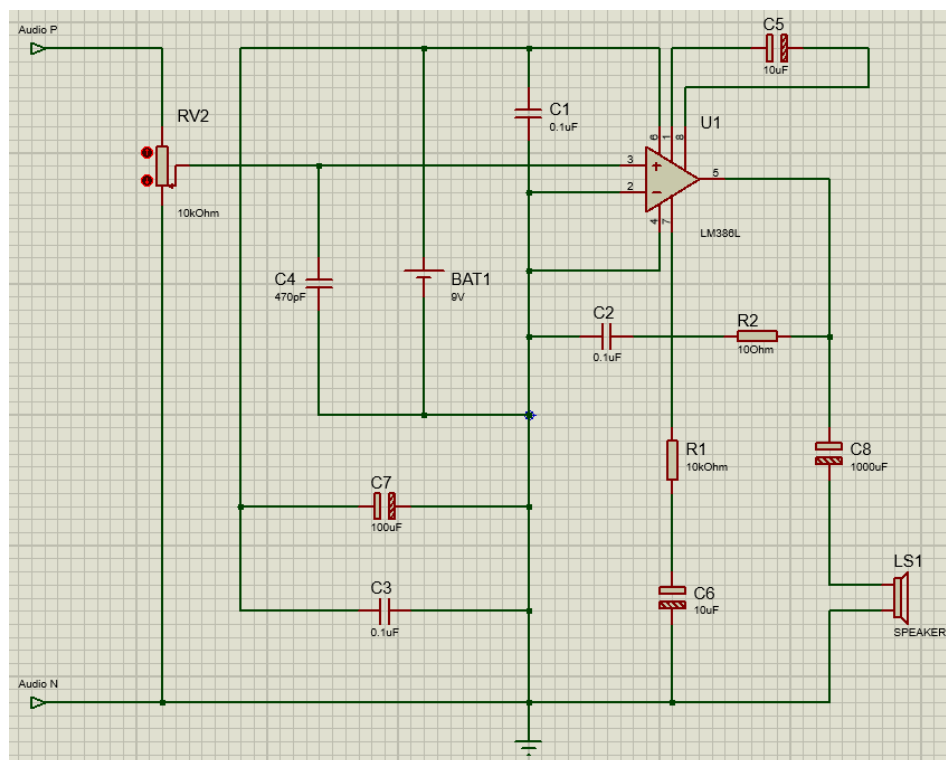 Audio P
RV2
10kOhm
C4
470pF
BAT1
9V
C1
0.1uF
C5
10uF
U1
6
1
8
3
2
5
4
7
LM386L
C2
0.1uF
R2
10Ohm
R1
10kOhm
C8
1000uF
C7
100uF
C3
0.1uF
C6
10uF
LS1
SPEAKER
Audio N